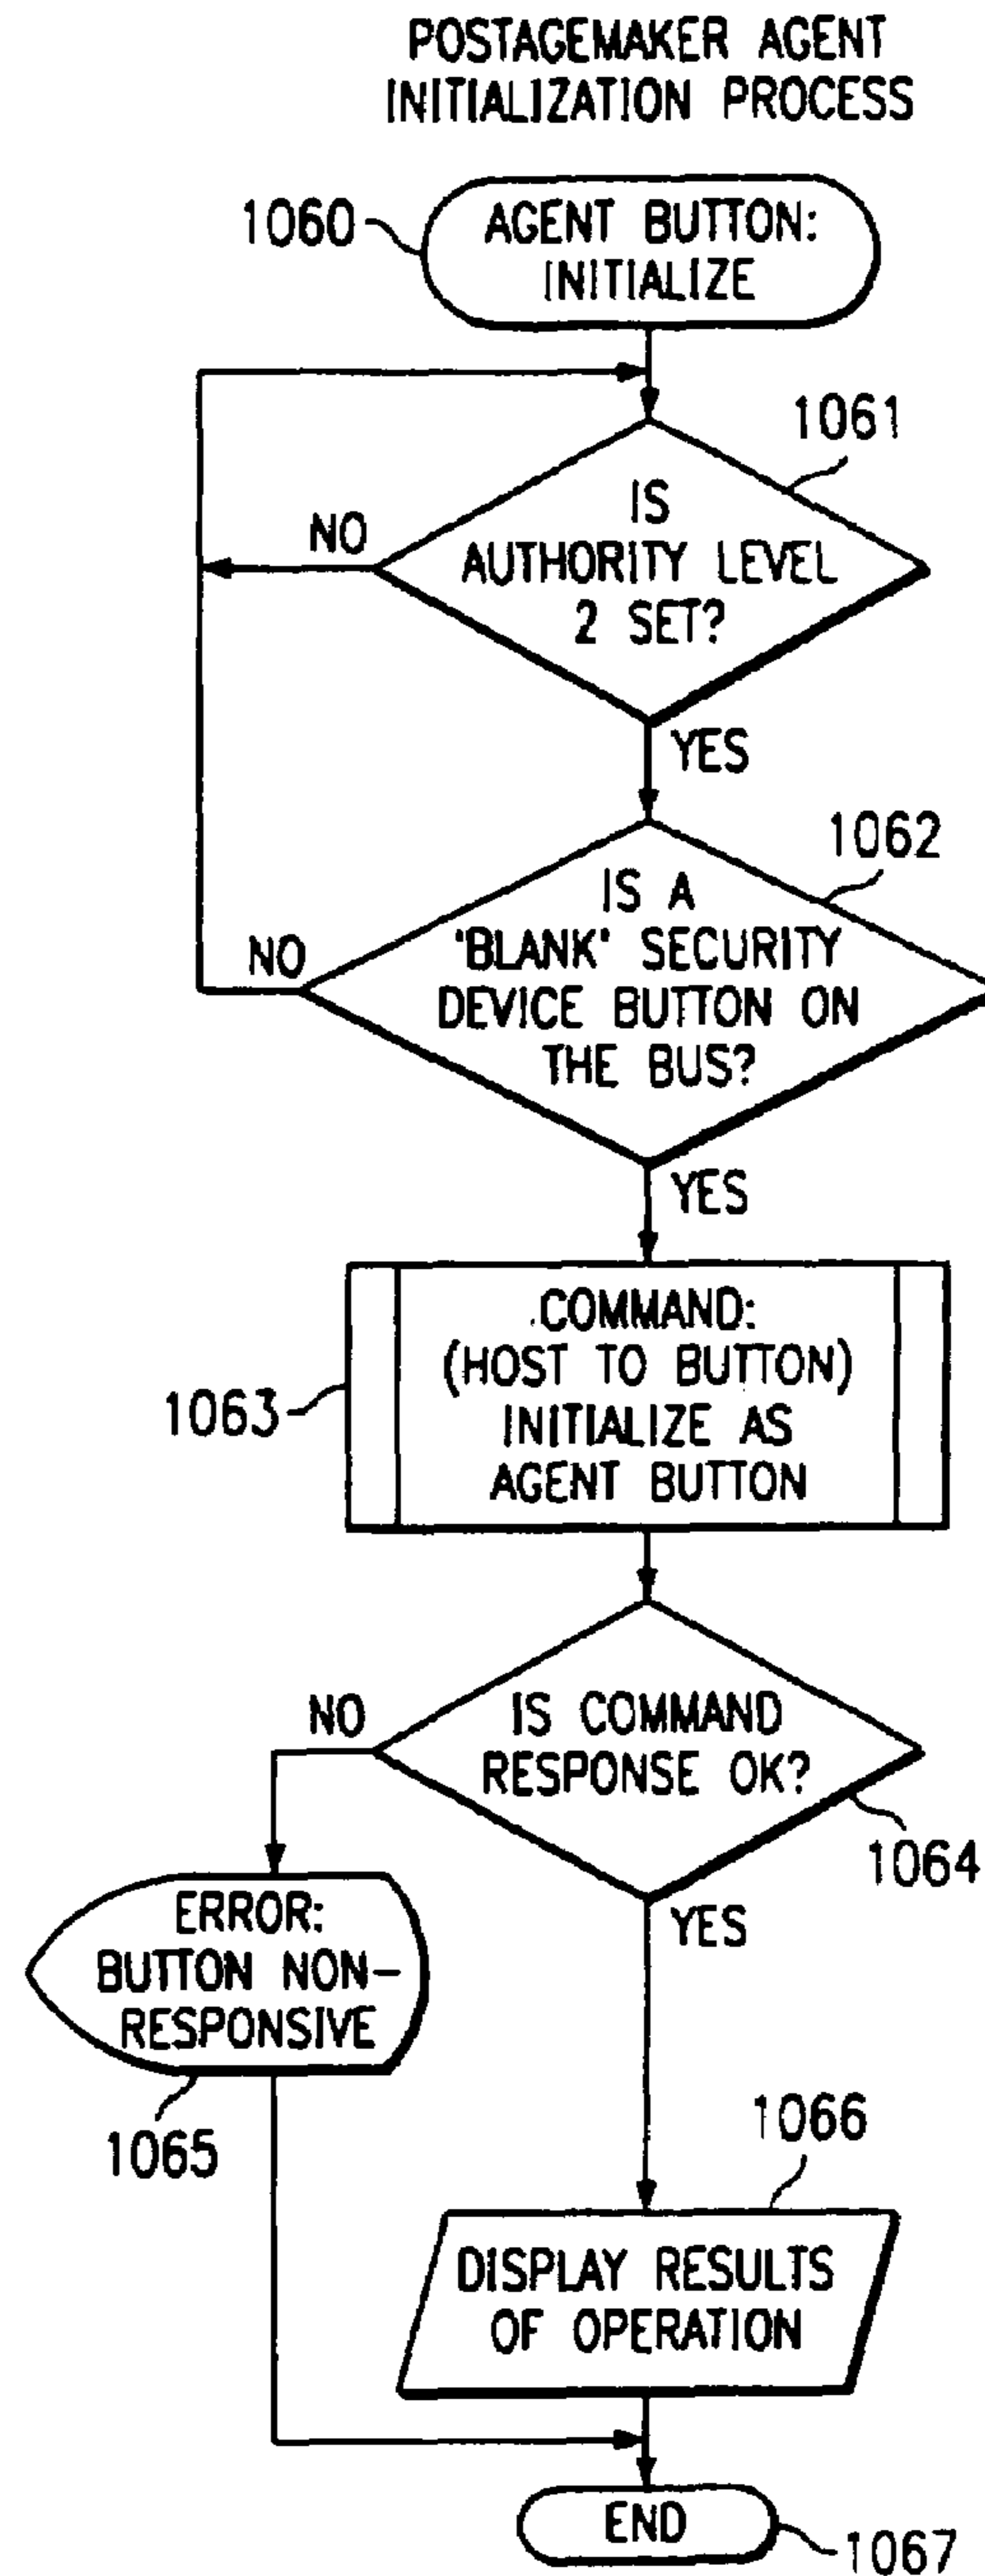 POSTAGEMAKER AGENT
INITIALIZATION PROCESS
1060
AGENT BUTTON:
INITIALIZE
1061
IS
AUTHORITY LEVEL
2 SET?
NO
YES
1062
IS A
'BLANK' SECURITY
DEVICE BUTTON ON
THE BUS?
NO
YES
1063
COMMAND:
(HOST TO BUTTON)
INITIALIZE AS
AGENT BUTTON
NO
IS COMMAND
RESPONSE OK?
1064
YES
ERROR:
BUTTON NON-
RESPONSIVE
1065
1066
DISPLAY RESULTS
OF OPERATION
END
1067